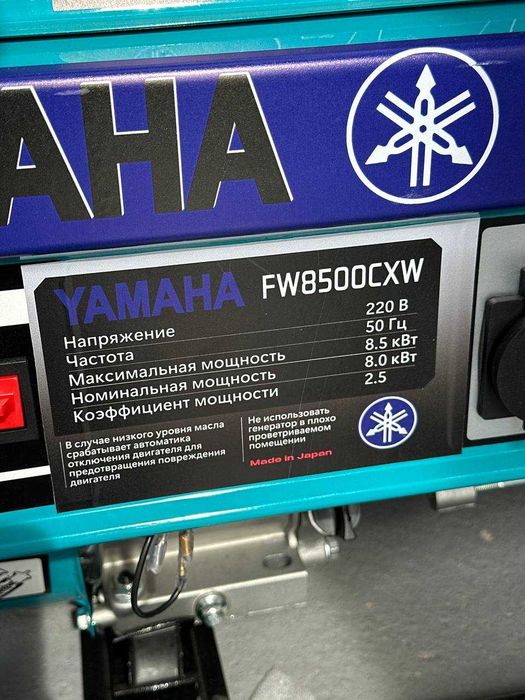 AHA
YAMAHA FW8500CXW
Напряжение 220 В
Частота 50 Гц
Максимальная мощность 8.5 кВт
Номинальная мощность 8.0 кВт
Коэффициент мощности 2.5
В случае низкого уровня масла
срабатывает автоматика
отключения двигателя для
предотвращения повреждения
двигателя
Не использовать
генератор в плохо
проветриваемом
помещении
Made in Japan